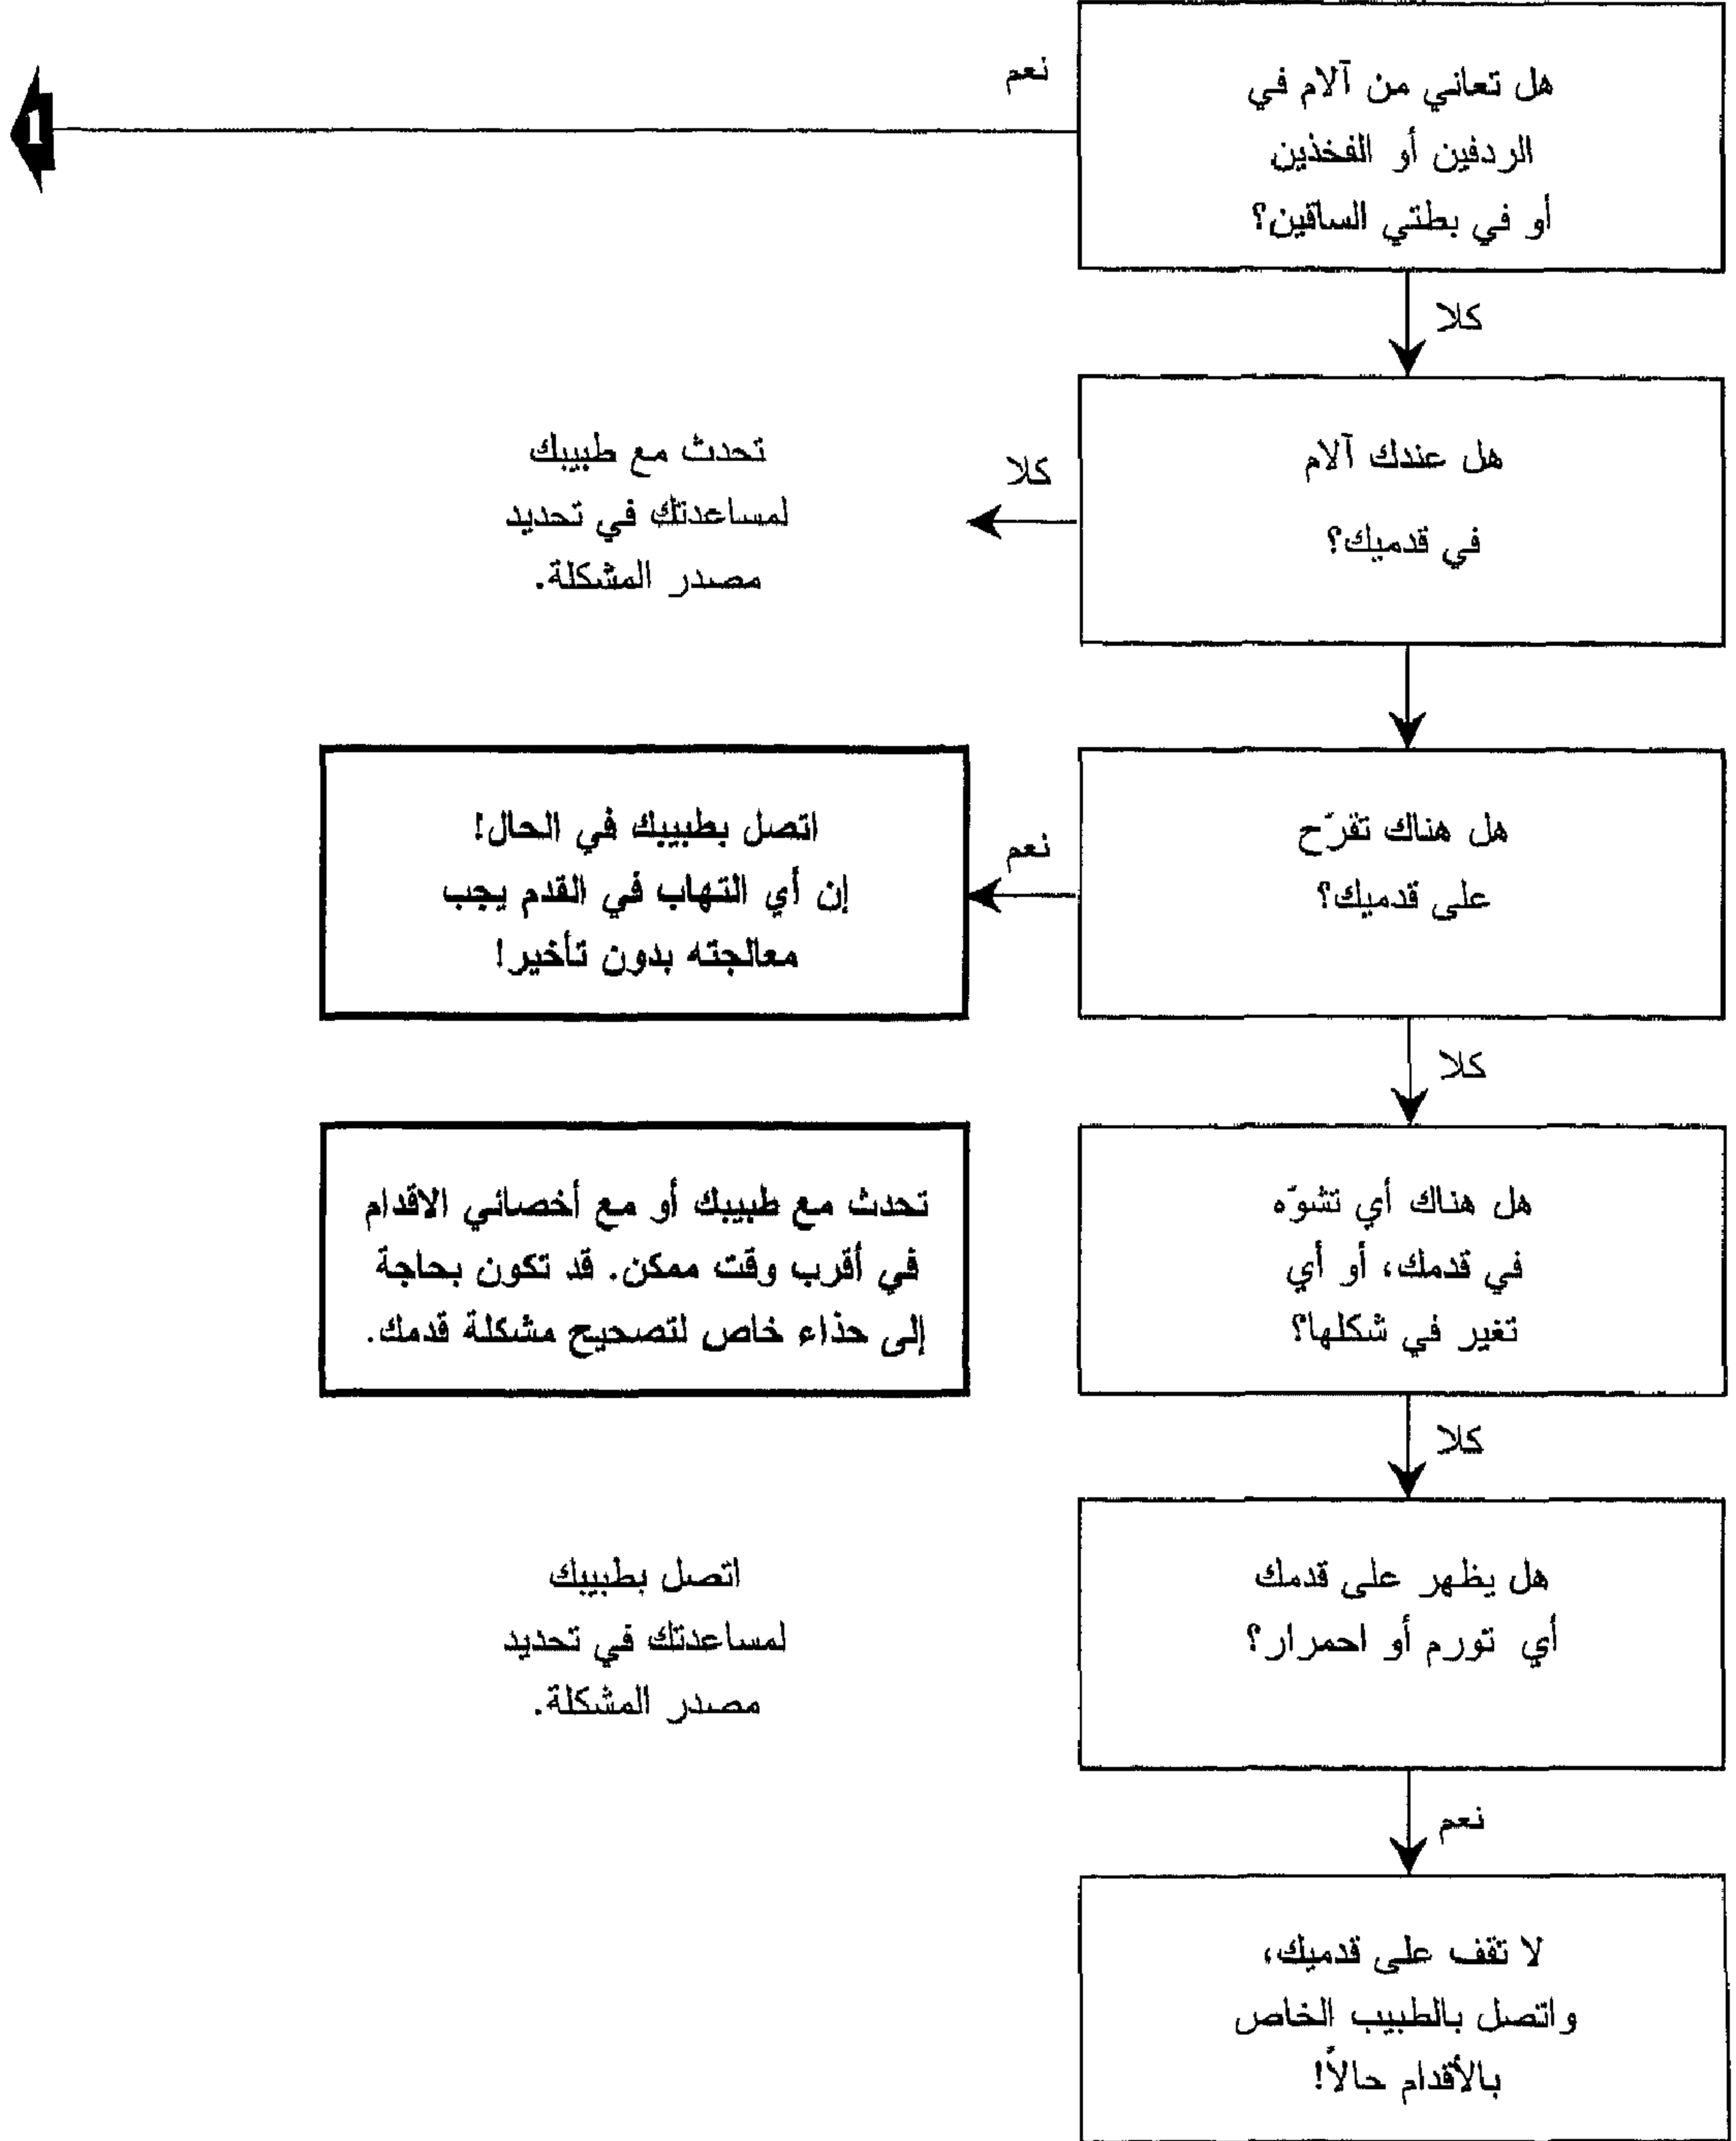 هل تعاني من آلام في
الردفين أو الفخذين
أو في بطتي الساقين؟
نعم
1
كلا
هل عندك آلام
في قدميك؟
كلا
تحدث مع طبيبك
لمساعدتك في تحديد
مصدر المشكلة.
هل هناك تقرّح
على قدميك؟
نعم
اتصل بطبيبك في الحال!
إن أي التهاب في القدم يجب
معالجته بدون تأخير!
كلا
هل هناك أي تشوّه
في قدمك، أو أي
تغير في شكلها؟
تحدث مع طبيبك أو مع أخصائي الاقدام
في أقرب وقت ممكن. قد تكون بحاجة
إلى حذاء خاص لتصحيح مشكلة قدمك.
كلا
هل يظهر على قدمك
أي تورم أو احمرار؟
اتصل بطبيبك
لمساعدتك في تحديد
مصدر المشكلة.
نعم
لا تقف على قدميك،
واتصل بالطبيب الخاص
بالأقدام حالاً!